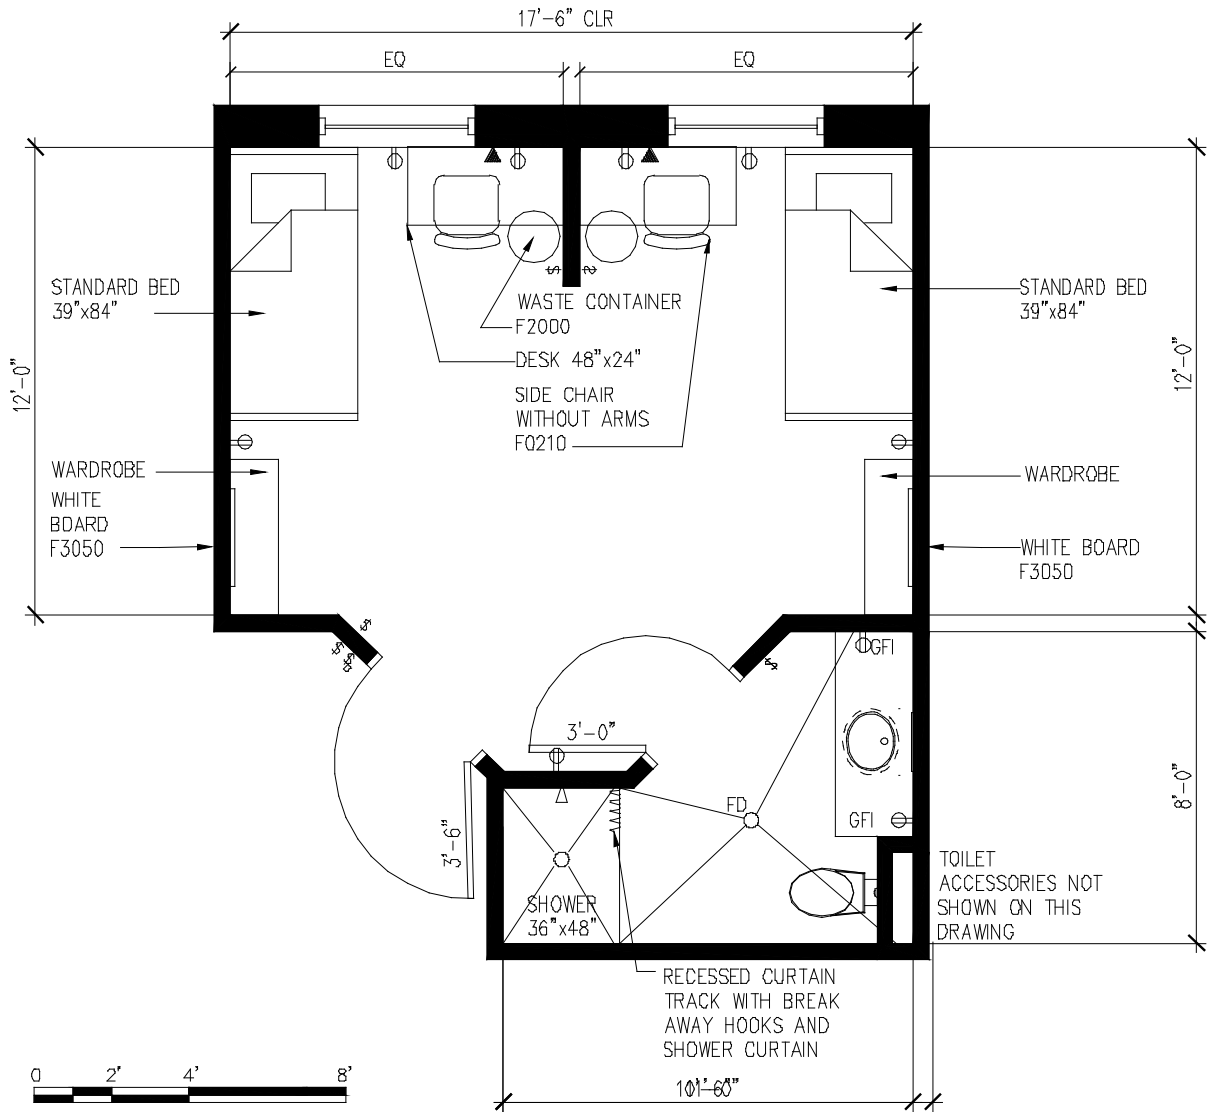 17'-6" CLR
EQ
EQ
STANDARD BED
39"x84"
STANDARD BED
39"x84"
WASTE CONTAINER
F2000
DESK 48"x24"
SIDE CHAIR
WITHOUT ARMS
FQ210
12'-0"
12'-0"
WARDROBE
WHITE
BOARD
F3050
WARDROBE
WHITE BOARD
F3050
GFI
3'-0"
FD
GFI
3'-6"
8'-0"
SHOWER
36"x48"
TOILET
ACCESSORIES NOT
SHOWN ON THIS
DRAWING
RECESSED CURTAIN
TRACK WITH BREAK
AWAY HOOKS AND
SHOWER CURTAIN
0 2' 4' 8'